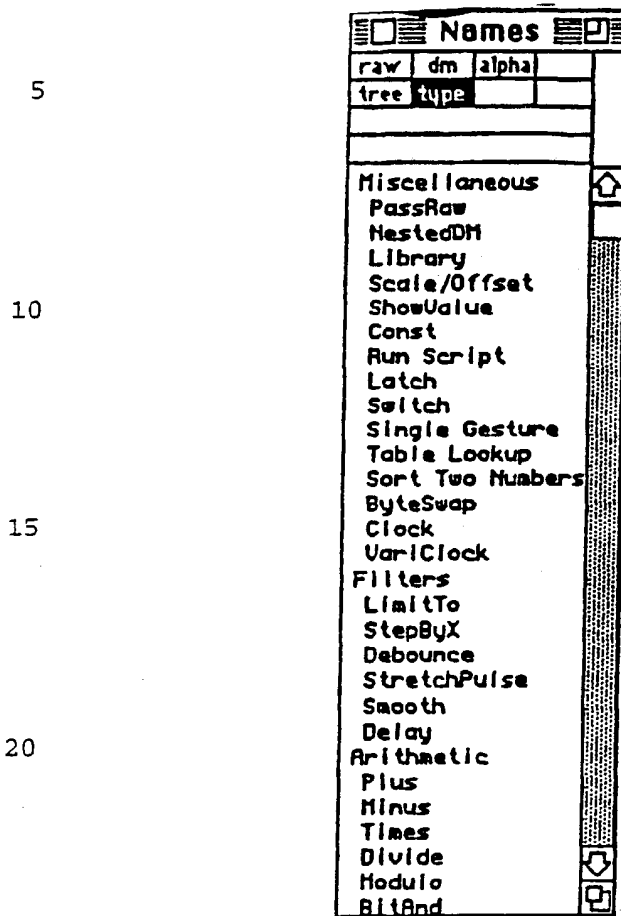 Names
raw dm alpha
5
tree type
Miscellaneous
PassRaw
NestedDM
Library
Scale/Offset
10
ShowValue
Const
Run Script
Latch
Switch
Single Gesture
Table Lookup
Sort Two Numbers
ByteSwap
15
Clock
VariClock
Filters
LimitTo
StepByX
Debounce
StretchPulse
Smooth
Delay
20
Arithmetic
Plus
Minus
Times
Divide
Modulo
BitAnd